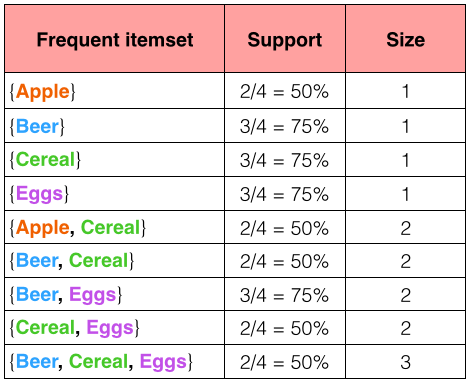 Frequent itemset Support Size
{Apple} 2/4 = 50% 1
{Beer} 3/4 = 75% 1
{Cereal} 3/4 = 75% 1
{Eggs} 3/4 = 75% 1
{Apple, Cereal} 2/4 = 50% 2
{Beer, Cereal} 2/4 = 50% 2
{Beer, Eggs} 3/4 = 75% 2
{Cereal, Eggs} 2/4 = 50% 2
{Beer, Cereal, Eggs} 2/4 = 50% 3